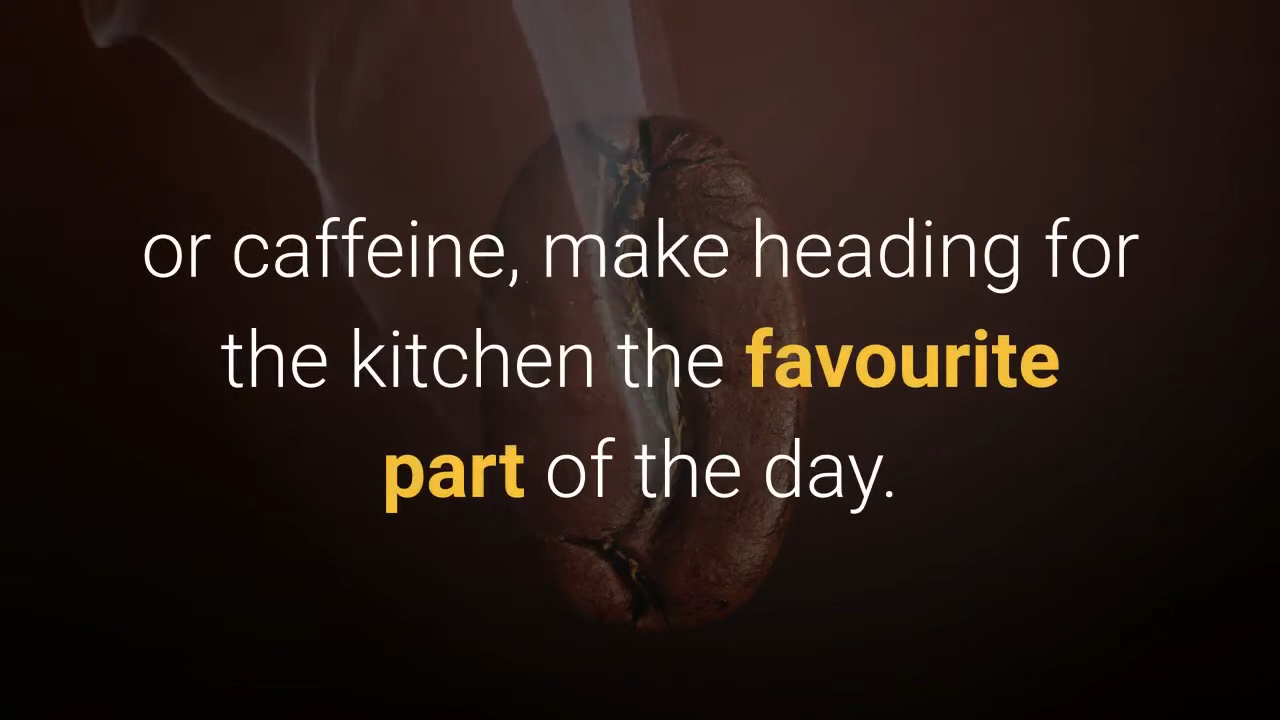 or caffeine, make heading for
the kitchen the favourite
part of the day.